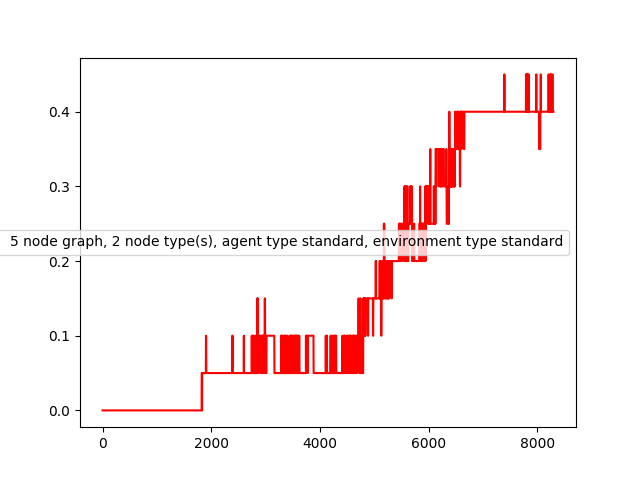 0.4
0.3
5 node graph, 2 node type(s), agent type standard, environment type standard
0.2
0.1
0.0
0 2000 4000 6000 8000